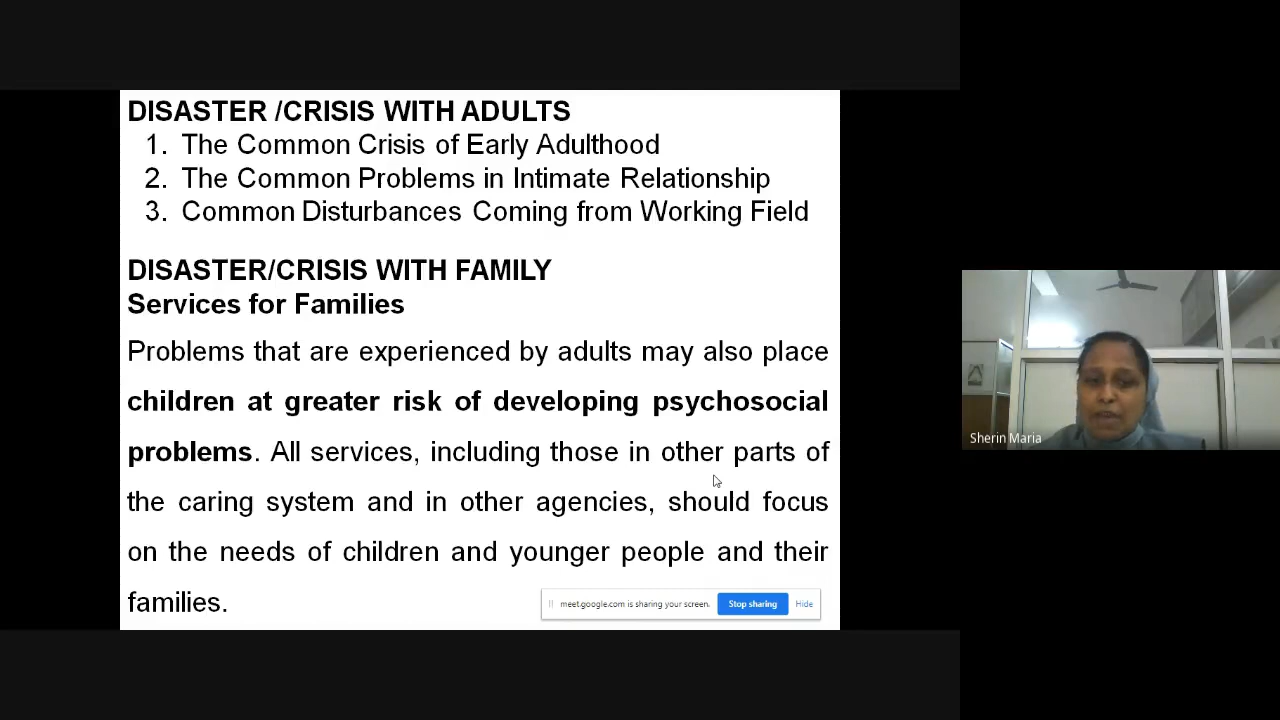 DISASTER /CRISIS WITH ADULTS
1. The Common Crisis of Early Adulthood
2. The Common Problems in Intimate Relationship
3. Common Disturbances Coming from Working Field
DISASTER/CRISIS WITH FAMILY
Services for Families
Problems that are experienced by adults may also place
children at greater risk of developing psychosocial
problems. All services, including those in other parts of
the caring system and in other agencies, should focus
on the needs of children and younger people and their
families.
meet.google.com is sharing your screen. Stop sharing Hide
Sherin Maria